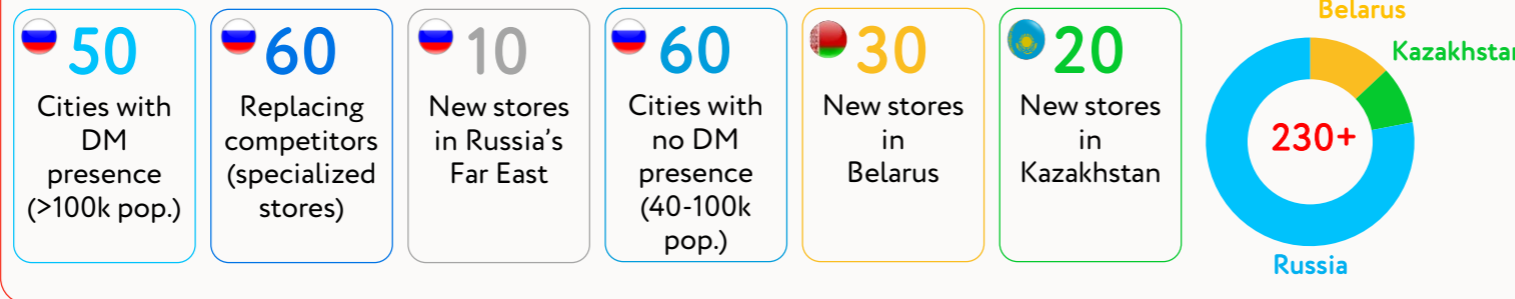 50
Cities with
DM
presence
(>100k pop.)
60
Replacing
competitors
(specialized
stores)
10
New stores
in Russia’s
Far East
60
Cities with
no DM
presence
(40-100k
pop.)
30
New stores
in
Belarus
20
New stores
in
Kazakhstan
Belarus
Kazakhstan
230+
Russia